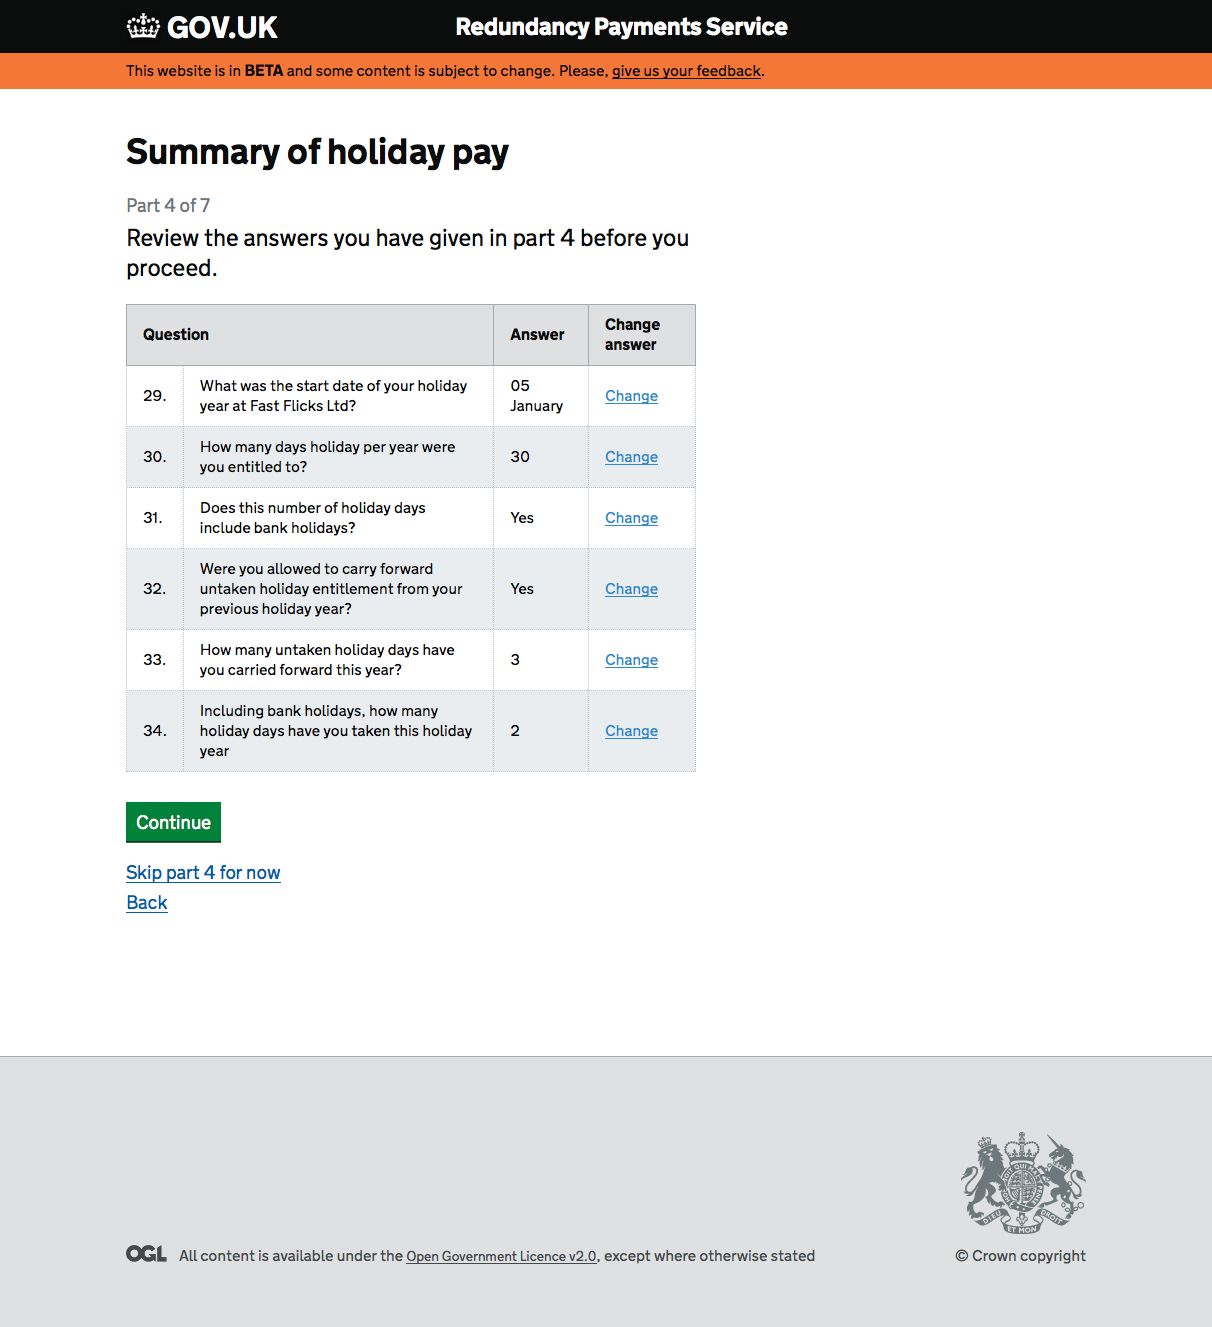 GOV.UK
Redundancy Payments Service
This website is in BETA and some content is subject to change. Please, give us your feedback.
Summary of holiday pay
Part 4 of 7
Review the answers you have given in part 4 before you
proceed.
Question
Answer
Change
answer
29.
What was the start date of your holiday
year at Fast Flicks Ltd?
05
January
Change
30.
How many days holiday per year were
you entitled to?
30
Change
31.
Does this number of holiday days
include bank holidays?
Yes
Change
32.
Were you allowed to carry forward
untaken holiday entitlement from your
previous holiday year?
Yes
Change
33.
How many untaken holiday days have
you carried forward this year?
3
Change
34.
Including bank holidays, how many
holiday days have you taken this holiday
year
2
Change
Continue
Skip part 4 for now
Back
DIEU ET MON DROIT
OGL
All content is available under the Open Government Licence v2.0, except where otherwise stated
© Crown copyright